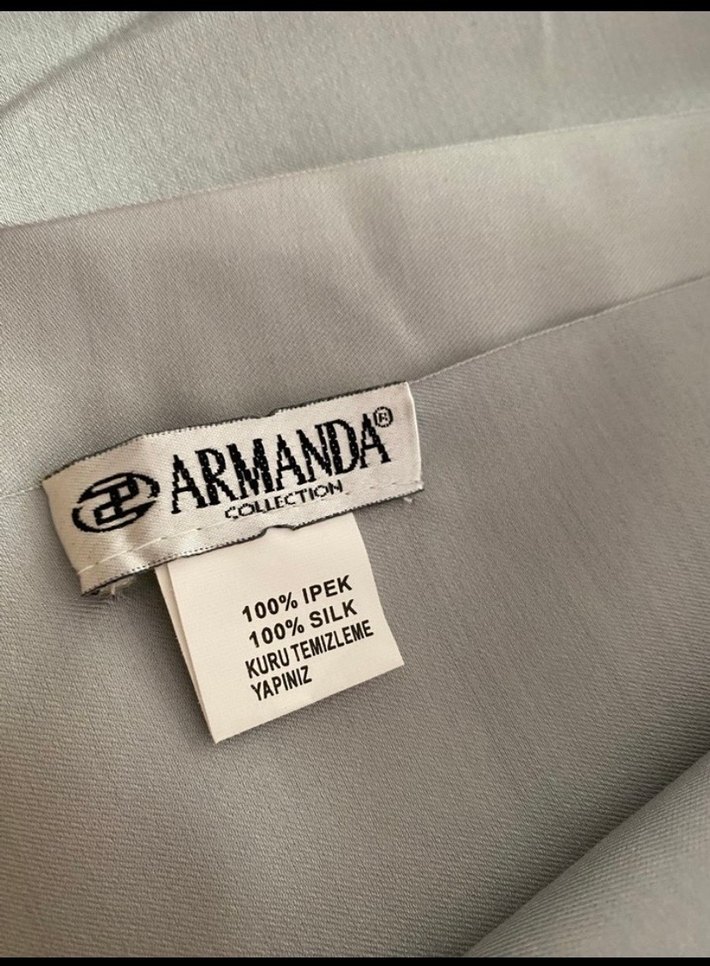 ARMANDA®
COLLECTION
100% IPEK
100% SILK
KURU TEMIZLEME
YAPINIZ